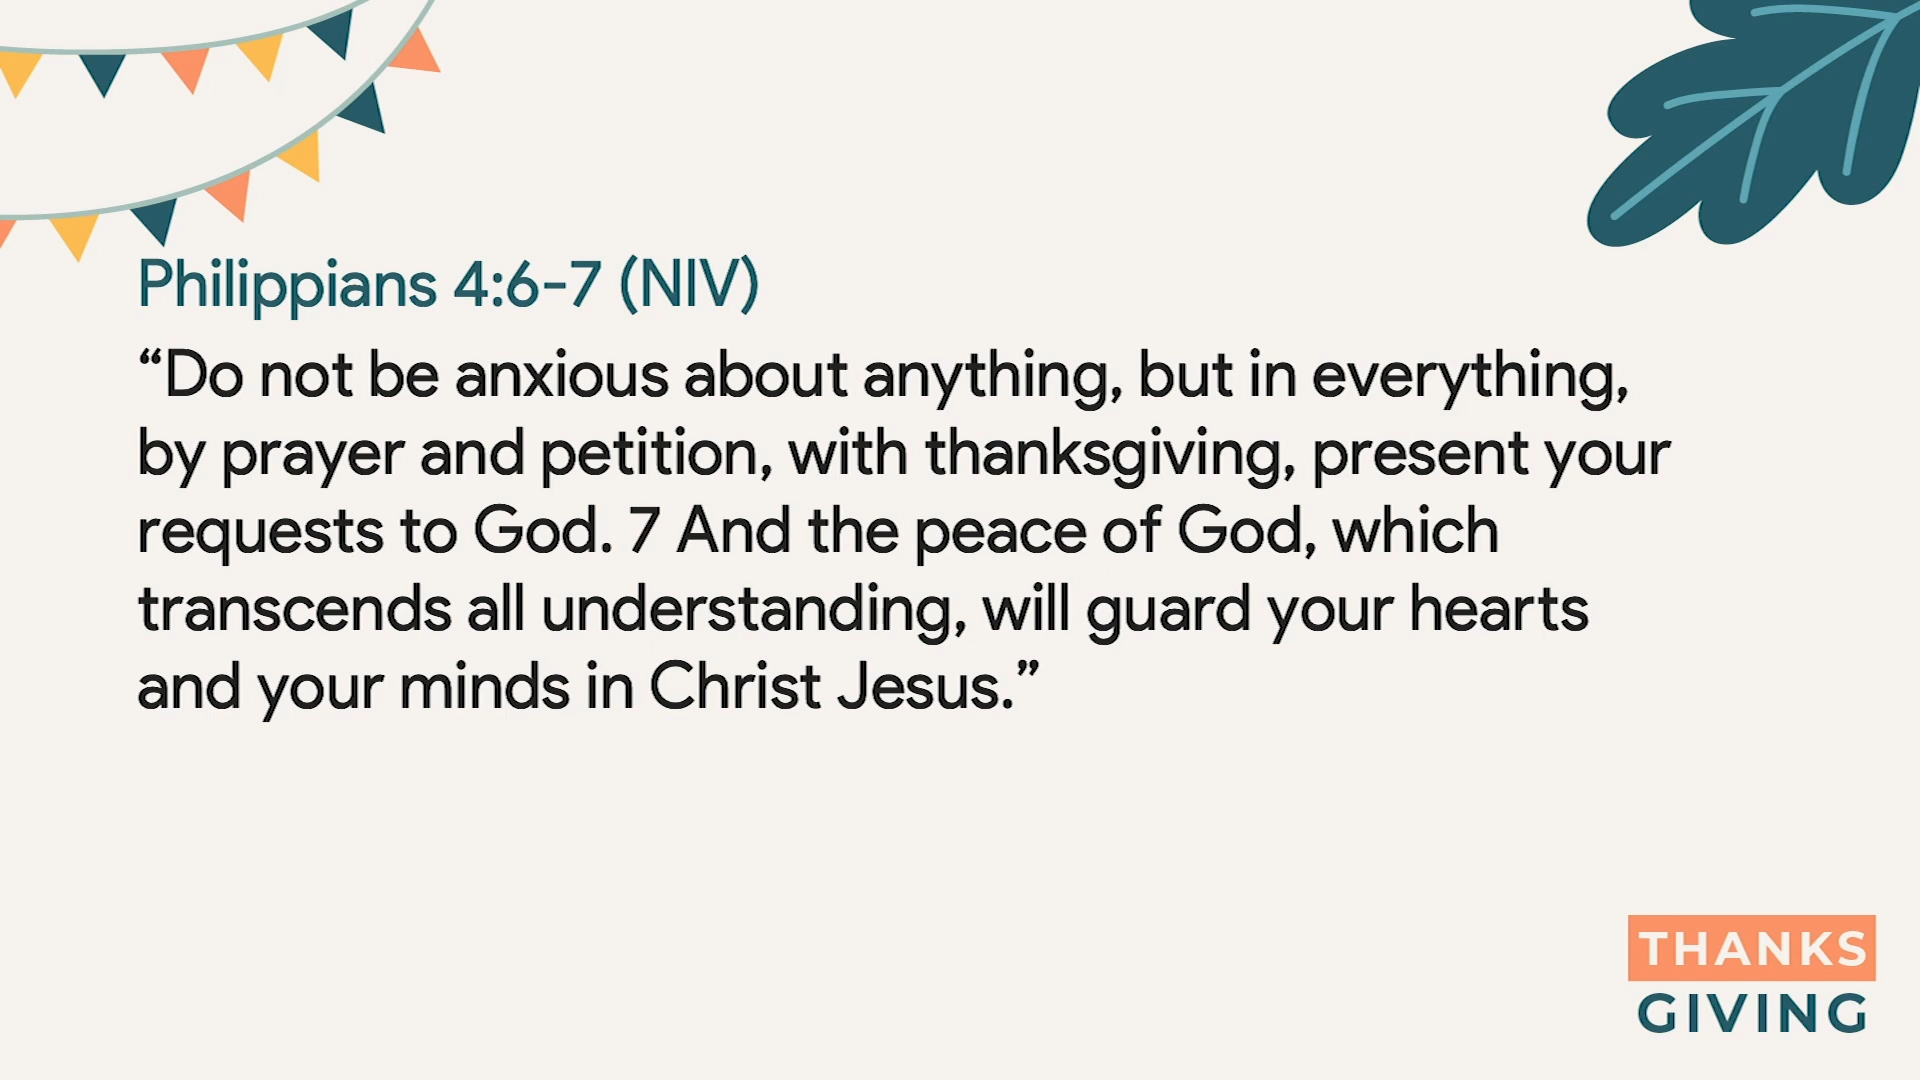 Philippians 4:6-7 (NIV)
“Do not be anxious about anything, but in everything,
by prayer and petition, with thanksgiving, present your
requests to God. 7 And the peace of God, which
transcends all understanding, will guard your hearts
and your minds in Christ Jesus.”
THANKS
GIVING